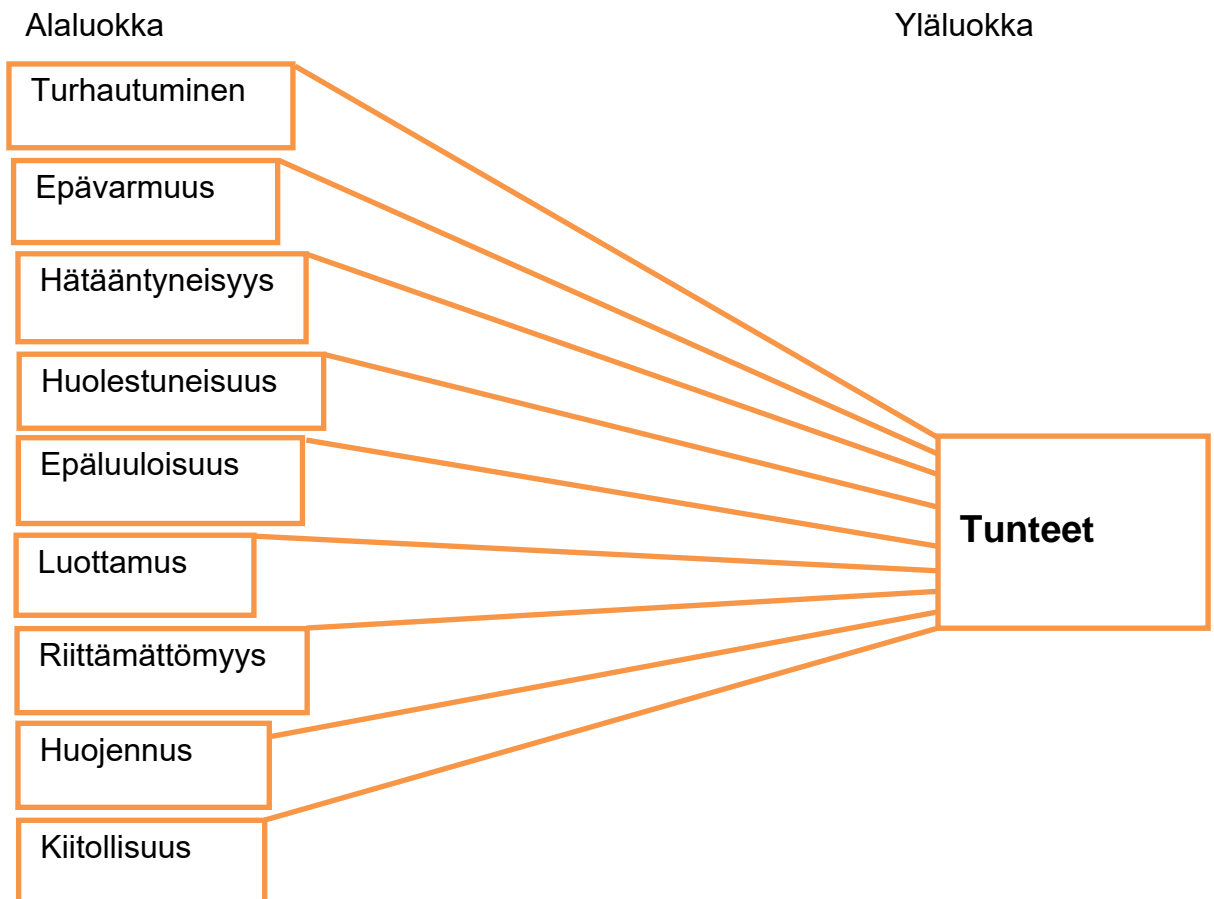 Alaluokka
Yläluokka
Turhautuminen
Epävarmuus
Hätääntyneisyys
Huolestuneisuus
Epäluuloisuus
Luottamus
Riittämättömyys
Huojennus
Kiitollisuus
Tunteet